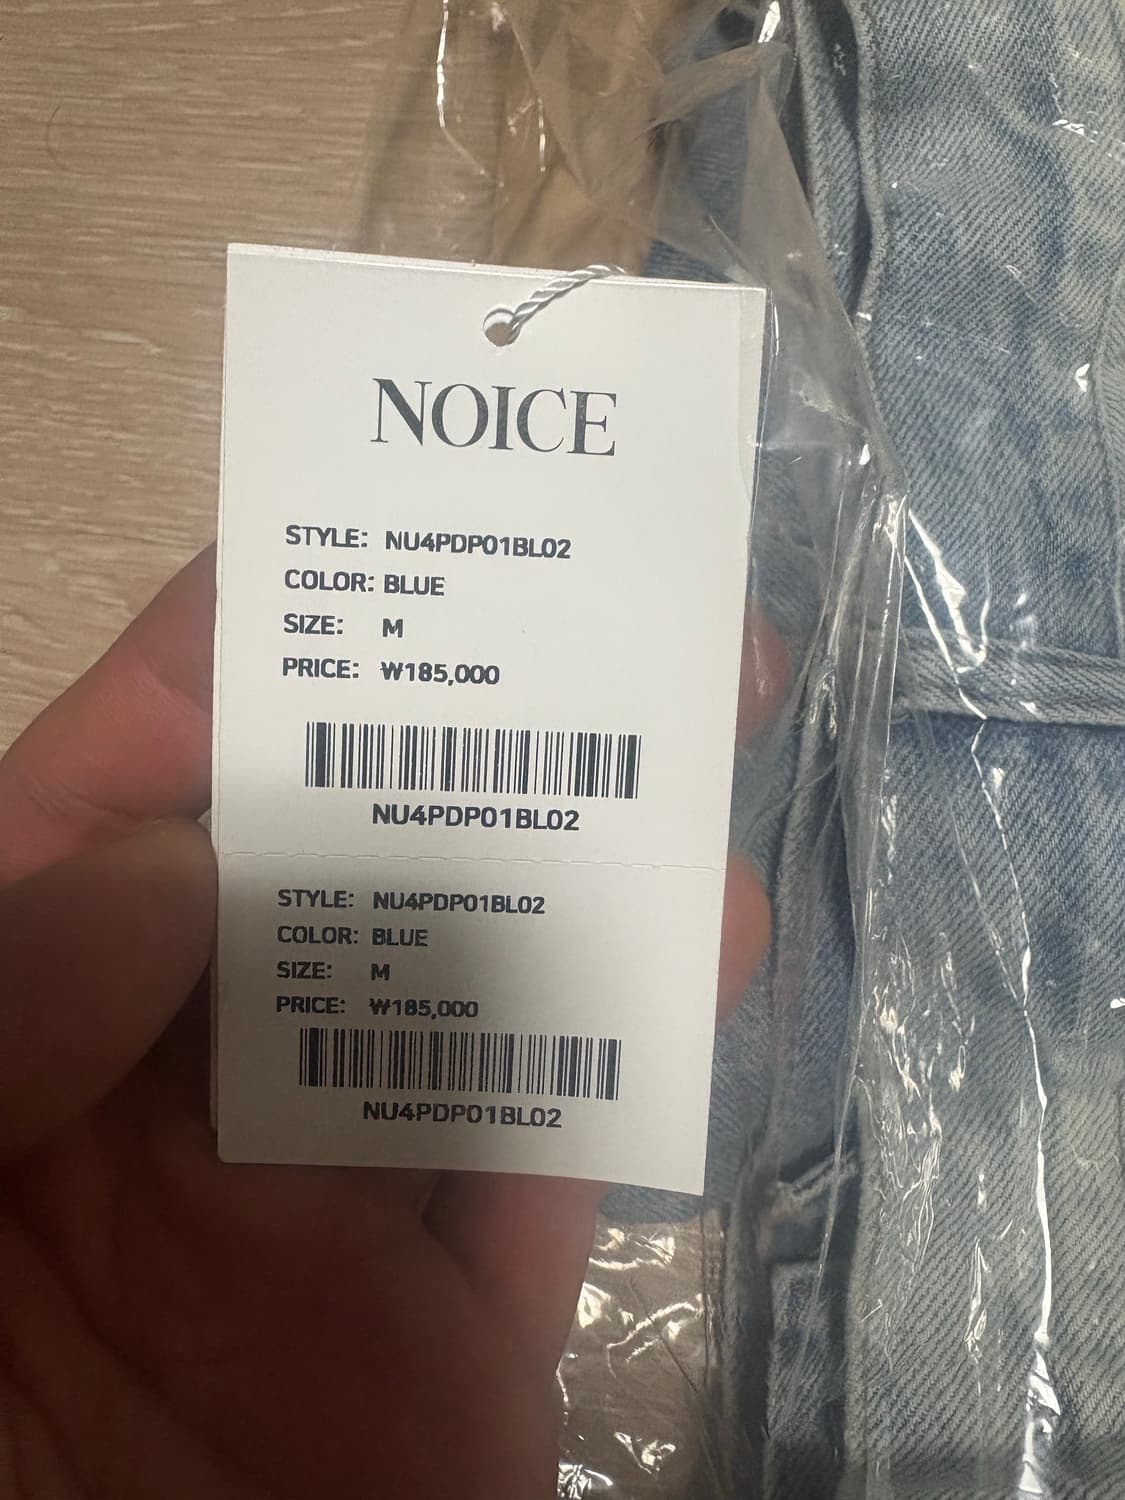 NOICE
STYLE: NU4PDP01BL02
COLOR: BLUE
SIZE: M
PRICE: ₩185,000
NU4PDP01BL02
STYLE: NU4PDP01BL02
COLOR: BLUE
SIZE: M
PRICE: ₩185,000
NU4PDP01BL02